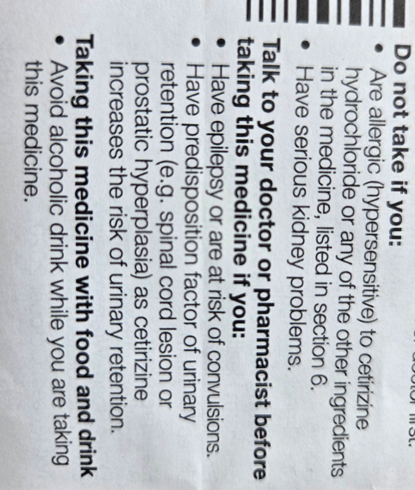 Do not take if you:
• Are allergic (hypersensitive) to cetirizine
hydrochloride or any of the other ingredients
in the medicine, listed in section 6.
• Have serious kidney problems.
Talk to your doctor or pharmacist before
taking this medicine if you:
• Have epilepsy or are at risk of convulsions.
• Have predisposition factor of urinary
retention (e.g. spinal cord lesion or
prostatic hyperplasia) as cetirizine
increases the risk of urinary retention.
Taking this medicine with food and drink
• Avoid alcoholic drink while you are taking
this medicine.